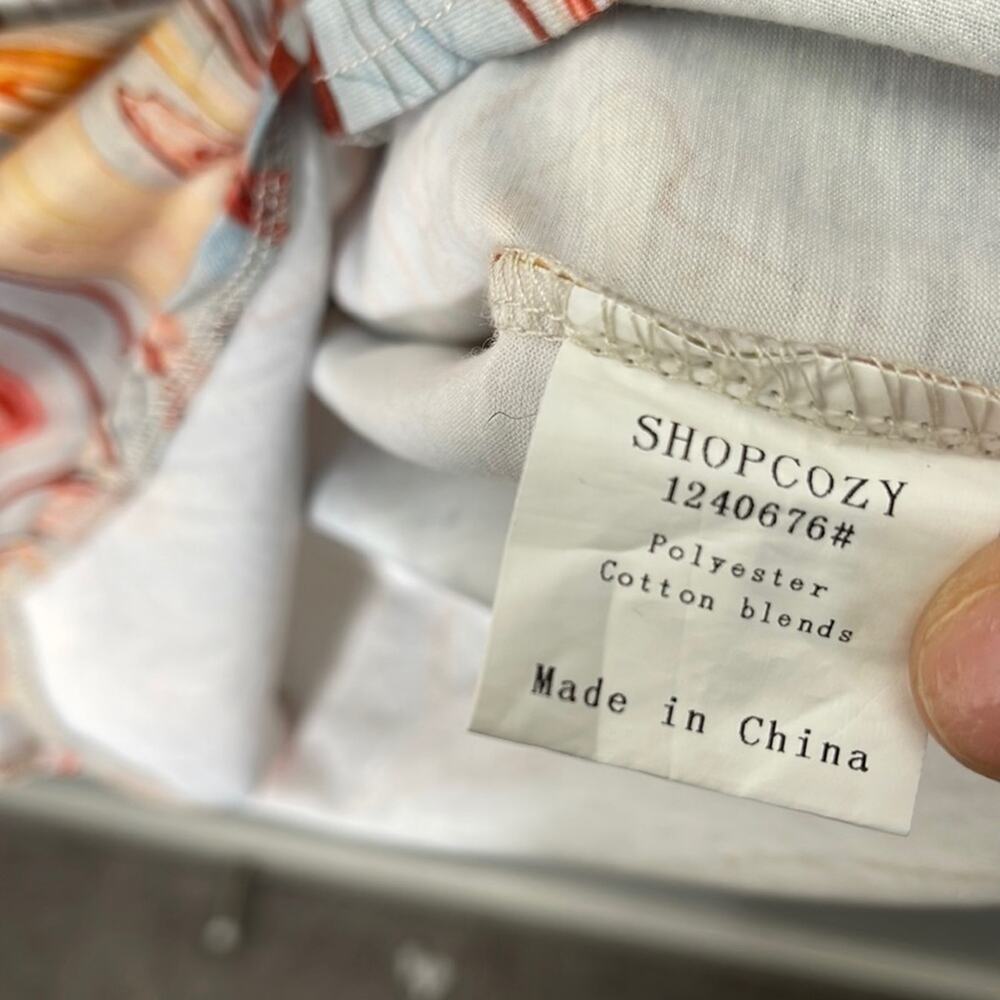 SHOPCOZY
1240676#
Polyester
Cotton blends
Made in China